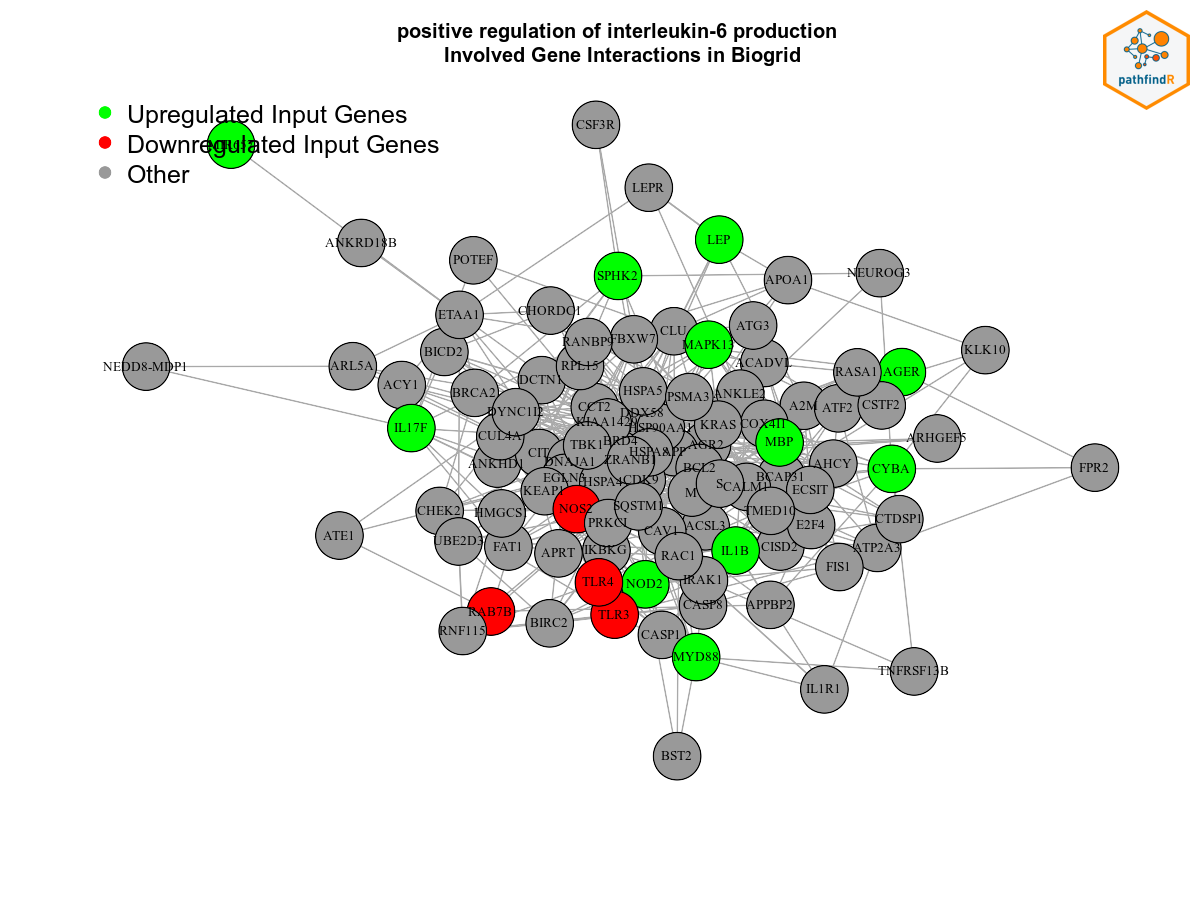 positive regulation of interleukin-6 production
Involved Gene Interactions in Biogrid
pathfindR
Upregulated Input Genes
Downregulated Input Genes
Other
CSF3R
LEPR
LEP
ANKRD18B
POTEF
SPHK2
NEUROG3
APOA1
CHORDC1
ETAA1
ATG3
CLU
FBXW7
RANBP9
MAPK13
BICD2
KLK10
NEDD8-MDP1
ARL5A
RPL15
ACADVL
RASA1
AGER
ACY1
DCTN1
BRCA2
HSPA5
PSMA3
ANKLE2
A2M
ATF2
CSTF2
CCT2
DYNC1I2
DDX58
KIAA1429
KRAS
COX4I1
IL17F
HSP90AA1
CUL4A
TBK1
BRD4
AGR2
MBP
ARHGEF5
CIT
HSPA8
APP
ANKHD1
DNAJA1
ZRANB1
BCL2
AHCY
CYBA
FPR2
EGLN3
HSPA4
CDK9
BCAP31
KEAP1
CALM1
ECSIT
SQSTM1
CHEK2
HMGCS1
NOS2
TMED10
PRKCI
CTDSP1
ATE1
UBE2D3
FAT1
APRT
IKBKG
CAV1
ACSL3
E2F4
IL1B
CISD2
ATP2A3
RAC1
FIS1
TLR4
NOD2
IRAK1
RAB7B
TLR3
CASP8
APPBP2
RNF115
BIRC2
CASP1
MYD88
TNFRSF13B
IL1R1
BST2